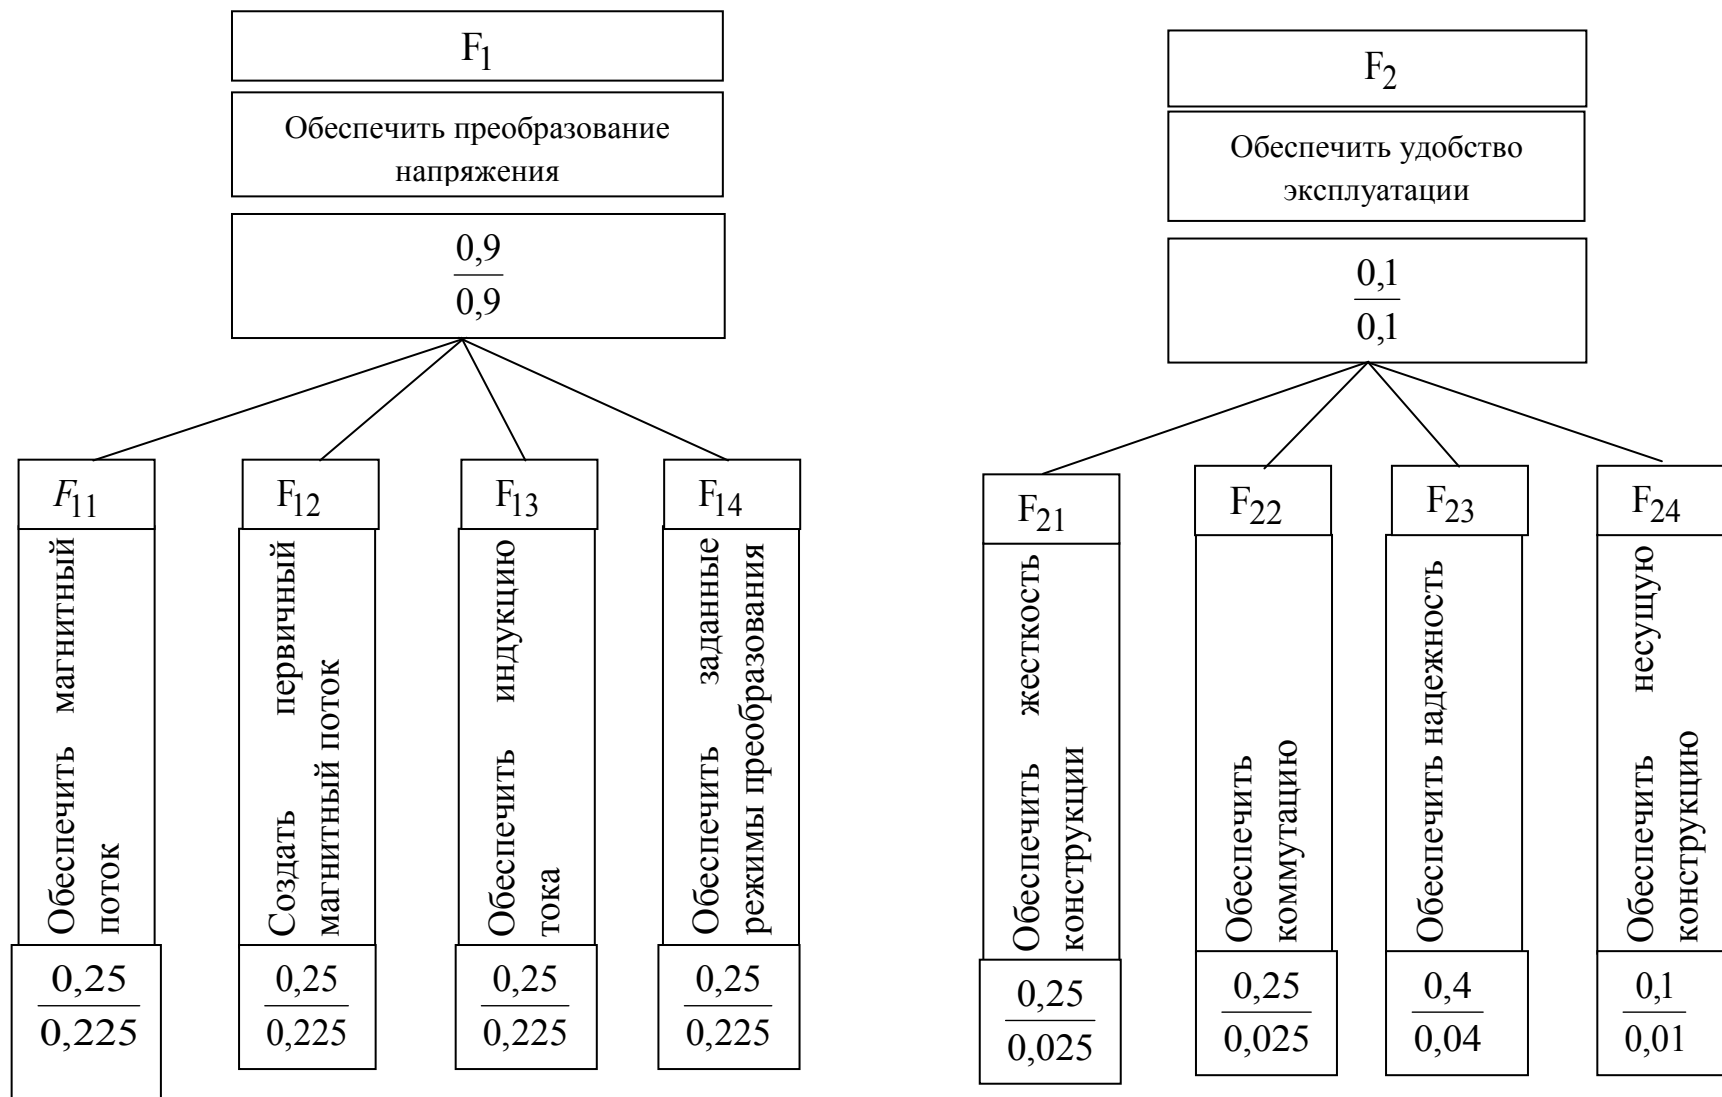 F1
Обеспечить преобразование
напряжения
0,9
0,9
F11
Обеспечить магнитный
поток
0,25
0,225
F12
Создать первичный
магнитный поток
0,25
0,225
F13
Обеспечить индукцию
тока
0,25
0,225
F14
Обеспечить заданные
режимы преобразования
0,25
0,225
F2
Обеспечить удобство
эксплуатации
0,1
0,1
F21
Обеспечить жесткость
конструкции
0,25
0,025
F22
Обеспечить
коммутацию
0,25
0,025
F23
Обеспечить надежность
0,4
0,04
F24
Обеспечить несущую
конструкцию
0,1
0,01